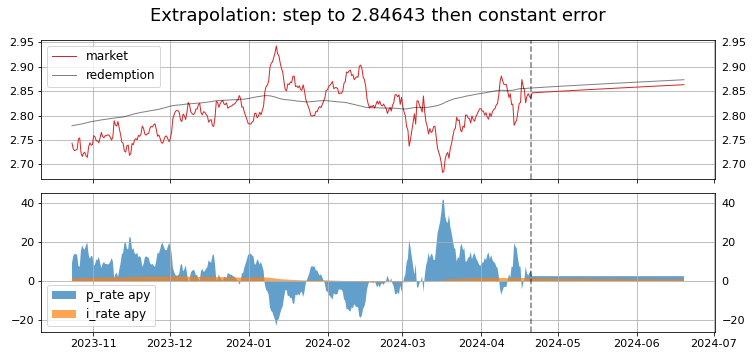 Extrapolation: step to 2.84643 then constant error
2.95 2.95
market
redemption
2.90 2.90
2.85 2.85
2.80 2.80
2.75 2.75
2.70 2.70
40 40
20 20
0 0
p_rate apy
i_rate apy
−20 −20
2023-11 2023-12 2024-01 2024-02 2024-03 2024-04 2024-05 2024-06 2024-07